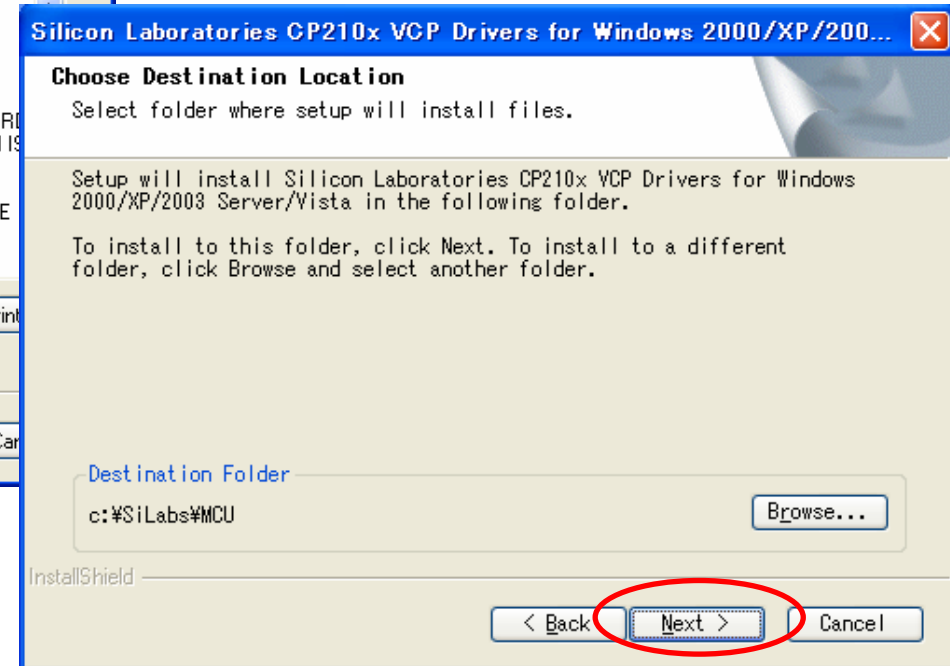 Silicon Laboratories CP210x VCP Drivers for Windows 2000/XP/200...
Choose Destination Location
Select folder where setup will install files.
Setup will install Silicon Laboratories CP210x VCP Drivers for Windows
2000/XP/2003 Server/Vista in the following folder.
To install to this folder, click Next. To install to a different
folder, click Browse and select another folder.
Destination Folder
c:¥SiLabs¥MCU
Browse...
InstallShield
< Back
Next >
Cancel